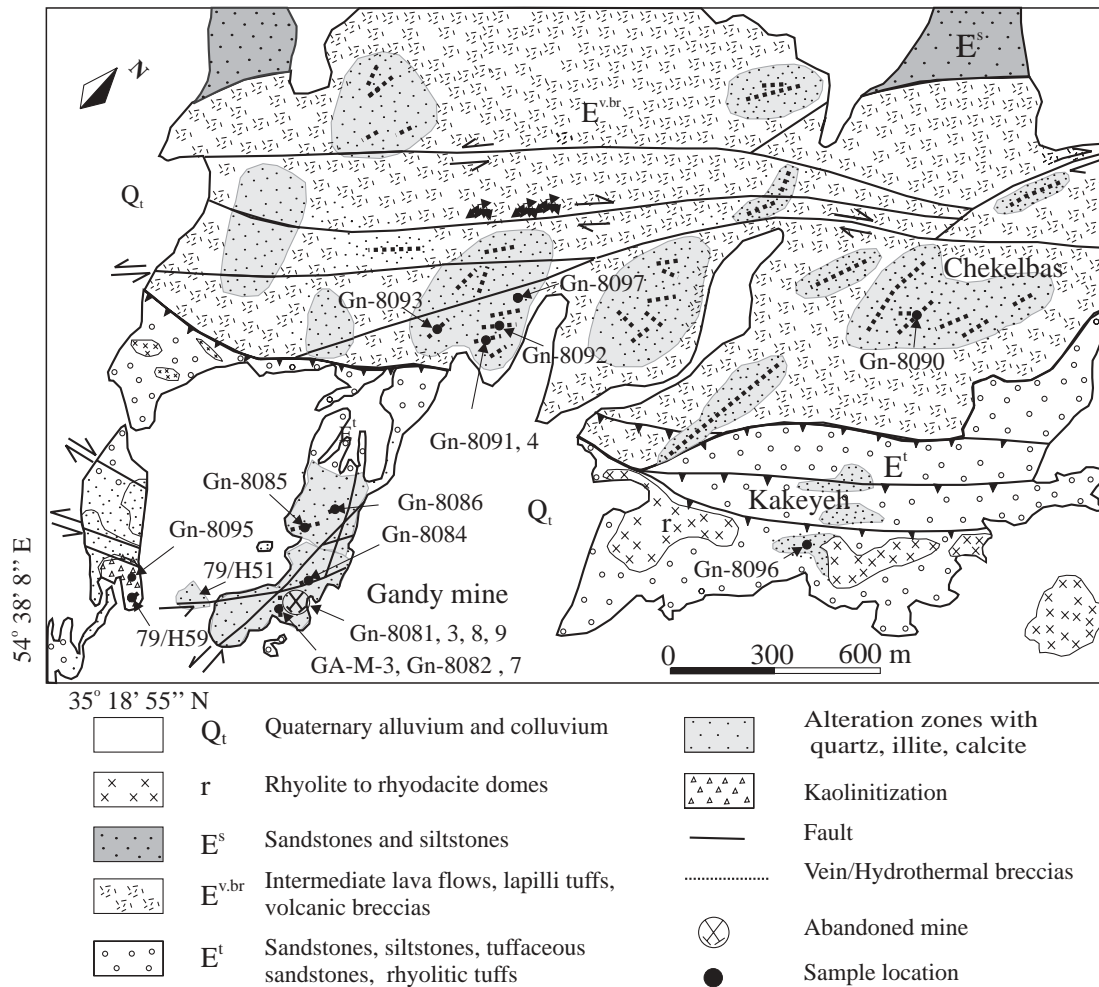 N
E^s
E^v.br
Q_t
Chekelbas
Gn-8097
Gn-8093
Gn-8092
Gn-8090
Gn-8091, 4
E^t
E^t
Gn-8085
Kakeyeh
Gn-8086
Q_t
r
Gn-8095
Gn-8084
Gn-8096
79/H51
Gandy mine
79/H59
Gn-8081, 3, 8, 9
GA-M-3, Gn-8082 , 7
0 300 600 m
54° 38’ 8’’ E
35° 18’ 55’’ N
Q_t Quaternary alluvium and colluvium
r Rhyolite to rhyodacite domes
E^s Sandstones and siltstones
E^v.br Intermediate lava flows, lapilli tuffs,
volcanic breccias
E^t Sandstones, siltstones, tuffaceous
sandstones, rhyolitic tuffs
Alteration zones with
quartz, illite, calcite
Kaolinitization
Fault
Vein/Hydrothermal breccias
Abandoned mine
Sample location